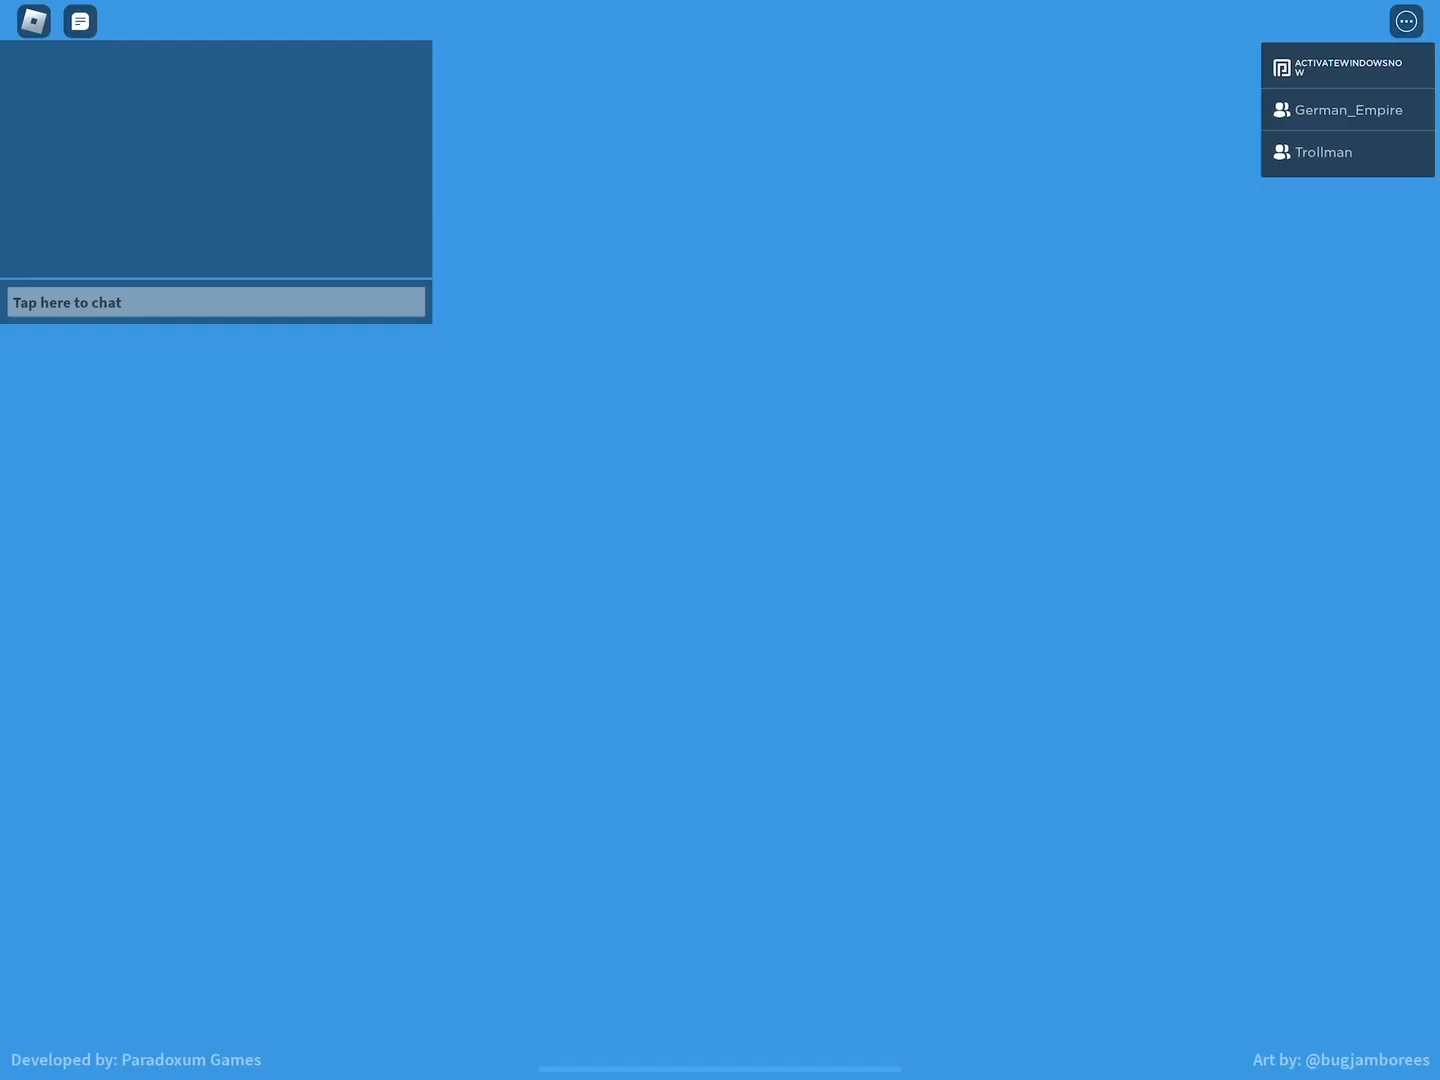 ACTIVATEWINDOWSNO
W
German_Empire
Trollman
Tap here to chat
Developed by: Paradoxum Games
Art by: @bugjamborees